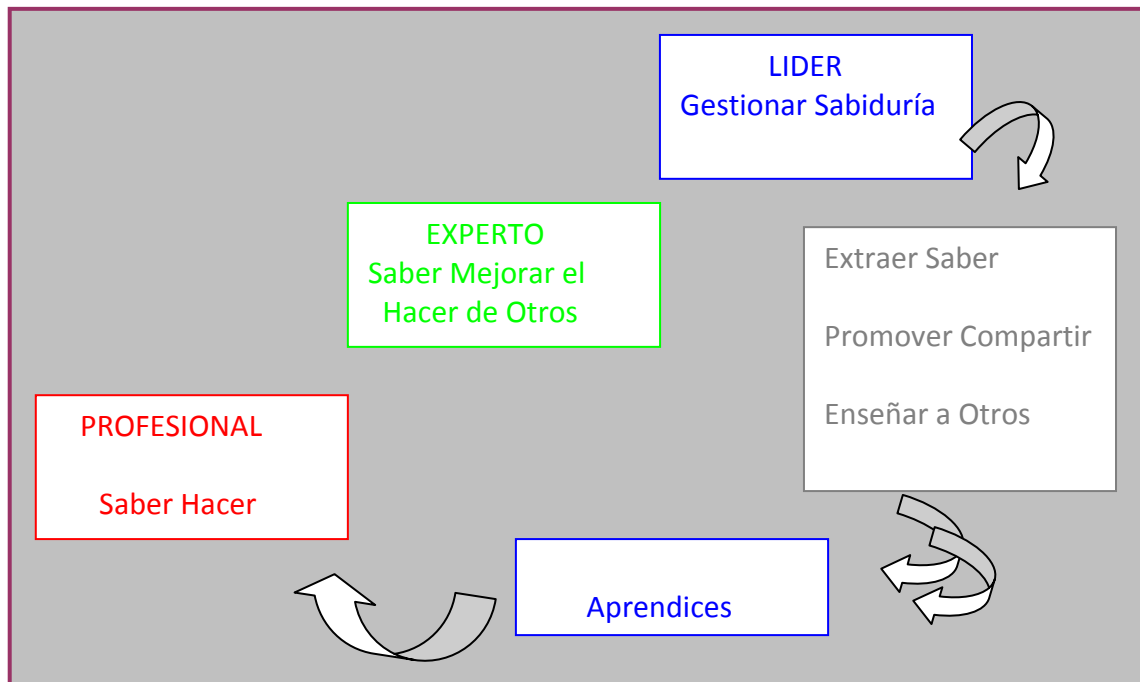 LIDER
Gestionar Sabiduría
EXPERTO
Saber Mejorar el
Hacer de Otros
Extraer Saber
Promover Compartir
Enseñar a Otros
PROFESIONAL
Saber Hacer
Aprendices